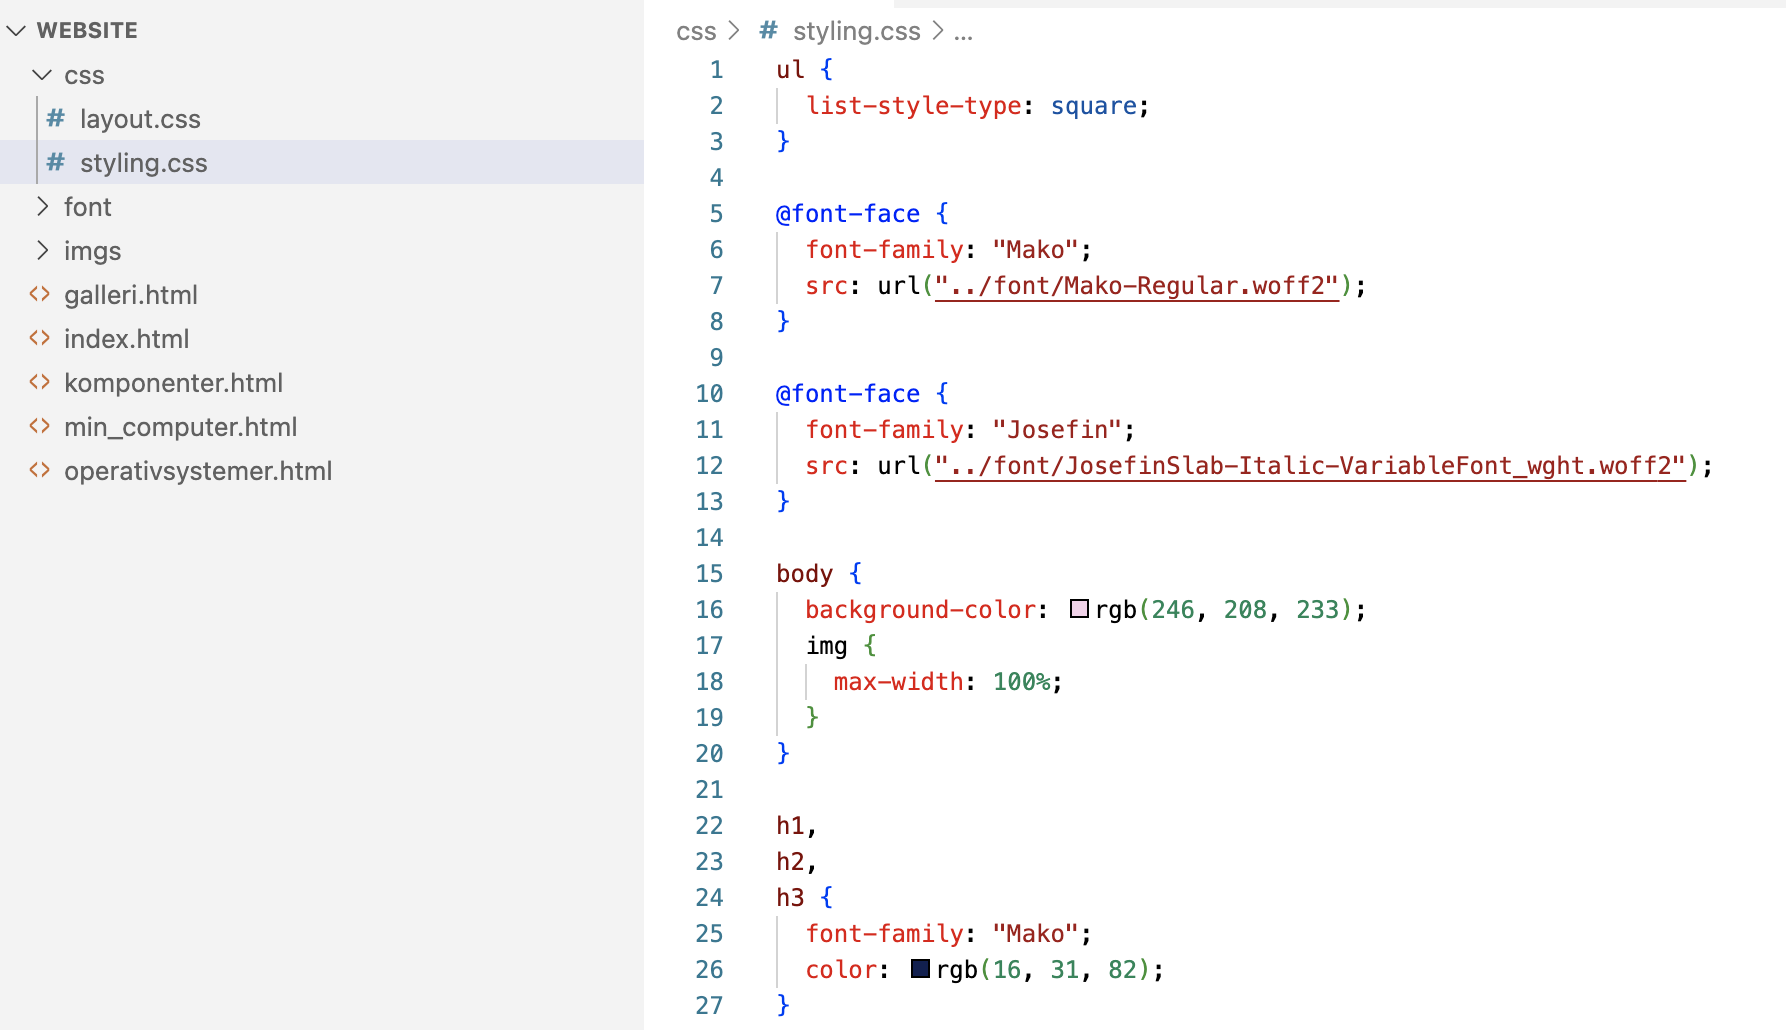 WEBSITE
css
# layout.css
# styling.css
font
imgs
<> galleri.html
<> index.html
<> komponenter.html
<> min_computer.html
<> operativsystemer.html
css > # styling.css > ...
1 ul {
2   list-style-type: square;
3 }
4
5 @font-face {
6   font-family: "Mako";
7   src: url("../font/Mako-Regular.woff2");
8 }
9
10 @font-face {
11   font-family: "Josefin";
12   src: url("../font/JosefinSlab-Italic-VariableFont_wght.woff2");
13 }
14
15 body {
16   background-color: rgb(246, 208, 233);
17   img {
18     max-width: 100%;
19   }
20 }
21
22 h1,
23 h2,
24 h3 {
25   font-family: "Mako";
26   color: rgb(16, 31, 82);
27 }